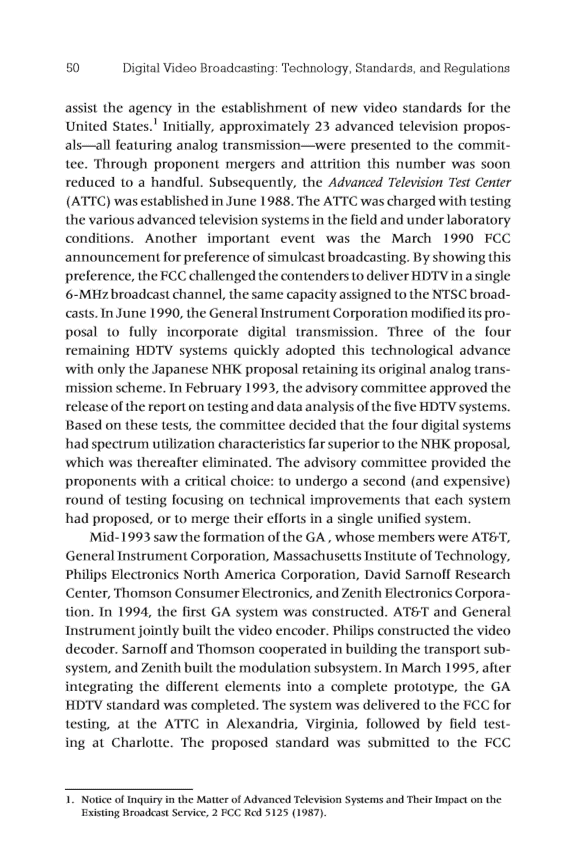 50 Digital Video Broadcasting: Technology, Standards, and Regulations
assist the agency in the establishment of new video standards for the
United States.1 Initially, approximately 23 advanced television propos-
als—all featuring analog transmission—were presented to the commit-
tee. Through proponent mergers and attrition this number was soon
reduced to a handful. Subsequently, the Advanced Television Test Center
(ATTC) was established in June 1988. The ATTC was charged with testing
the various advanced television systems in the field and under laboratory
conditions. Another important event was the March 1990 FCC
announcement for preference of simulcast broadcasting. By showing this
preference, the FCC challenged the contenders to deliver HDTV in a single
6-MHz broadcast channel, the same capacity assigned to the NTSC broad-
casts. In June 1990, the General Instrument Corporation modified its pro-
posal to fully incorporate digital transmission. Three of the four
remaining HDTV systems quickly adopted this technological advance
with only the Japanese NHK proposal retaining its original analog trans-
mission scheme. In February 1993, the advisory committee approved the
release of the report on testing and data analysis of the five HDTV systems.
Based on these tests, the committee decided that the four digital systems
had spectrum utilization characteristics far superior to the NHK proposal,
which was thereafter eliminated. The advisory committee provided the
proponents with a critical choice: to undergo a second (and expensive)
round of testing focusing on technical improvements that each system
had proposed, or to merge their efforts in a single unified system.
Mid-1993 saw the formation of the GA , whose members were AT&T,
General Instrument Corporation, Massachusetts Institute of Technology,
Philips Electronics North America Corporation, David Sarnoff Research
Center, Thomson Consumer Electronics, and Zenith Electronics Corpora-
tion. In 1994, the first GA system was constructed. AT&T and General
Instrument jointly built the video encoder. Philips constructed the video
decoder. Sarnoff and Thomson cooperated in building the transport sub-
system, and Zenith built the modulation subsystem. In March 1995, after
integrating the different elements into a complete prototype, the GA
HDTV standard was completed. The system was delivered to the FCC for
testing, at the ATTC in Alexandria, Virginia, followed by field test-
ing at Charlotte. The proposed standard was submitted to the FCC
1. Notice of Inquiry in the Matter of Advanced Television Systems and Their Impact on the
Existing Broadcast Service, 2 FCC Rcd 5125 (1987).